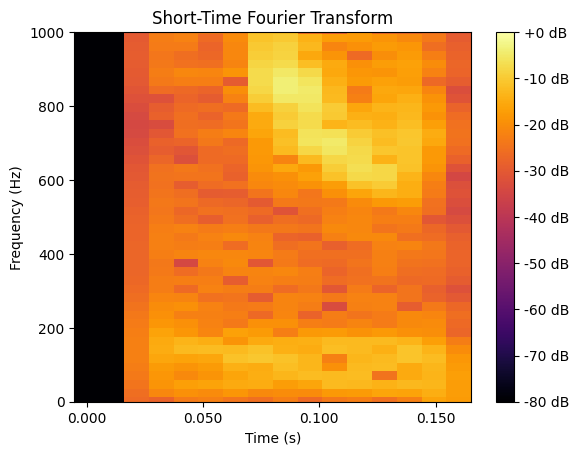 Short-Time Fourier Transform
1000
800
600
400
200
0
Frequency (Hz)
0.000
0.050
0.100
0.150
Time (s)
+0 dB
-10 dB
-20 dB
-30 dB
-40 dB
-50 dB
-60 dB
-70 dB
-80 dB